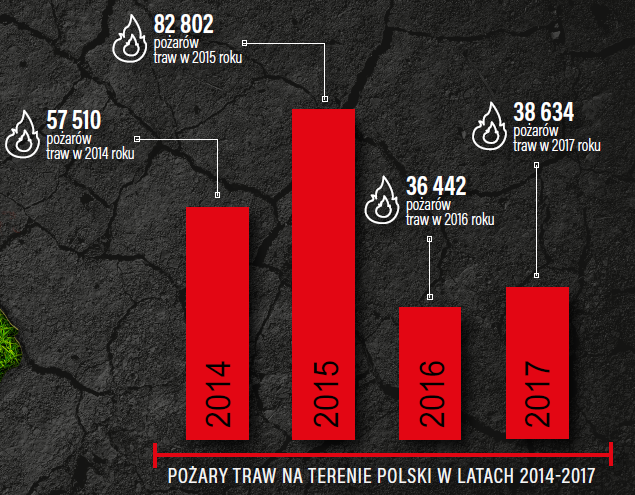 82 802
pożarów
traw w 2015 roku
57 510
pożarów
traw w 2014 roku
38 634
pożarów
traw w 2017 roku
36 442
pożarów
traw w 2016 roku
2014
2015
2016
2017
POŻARY TRAW NA TERENIE POLSKI W LATACH 2014-2017